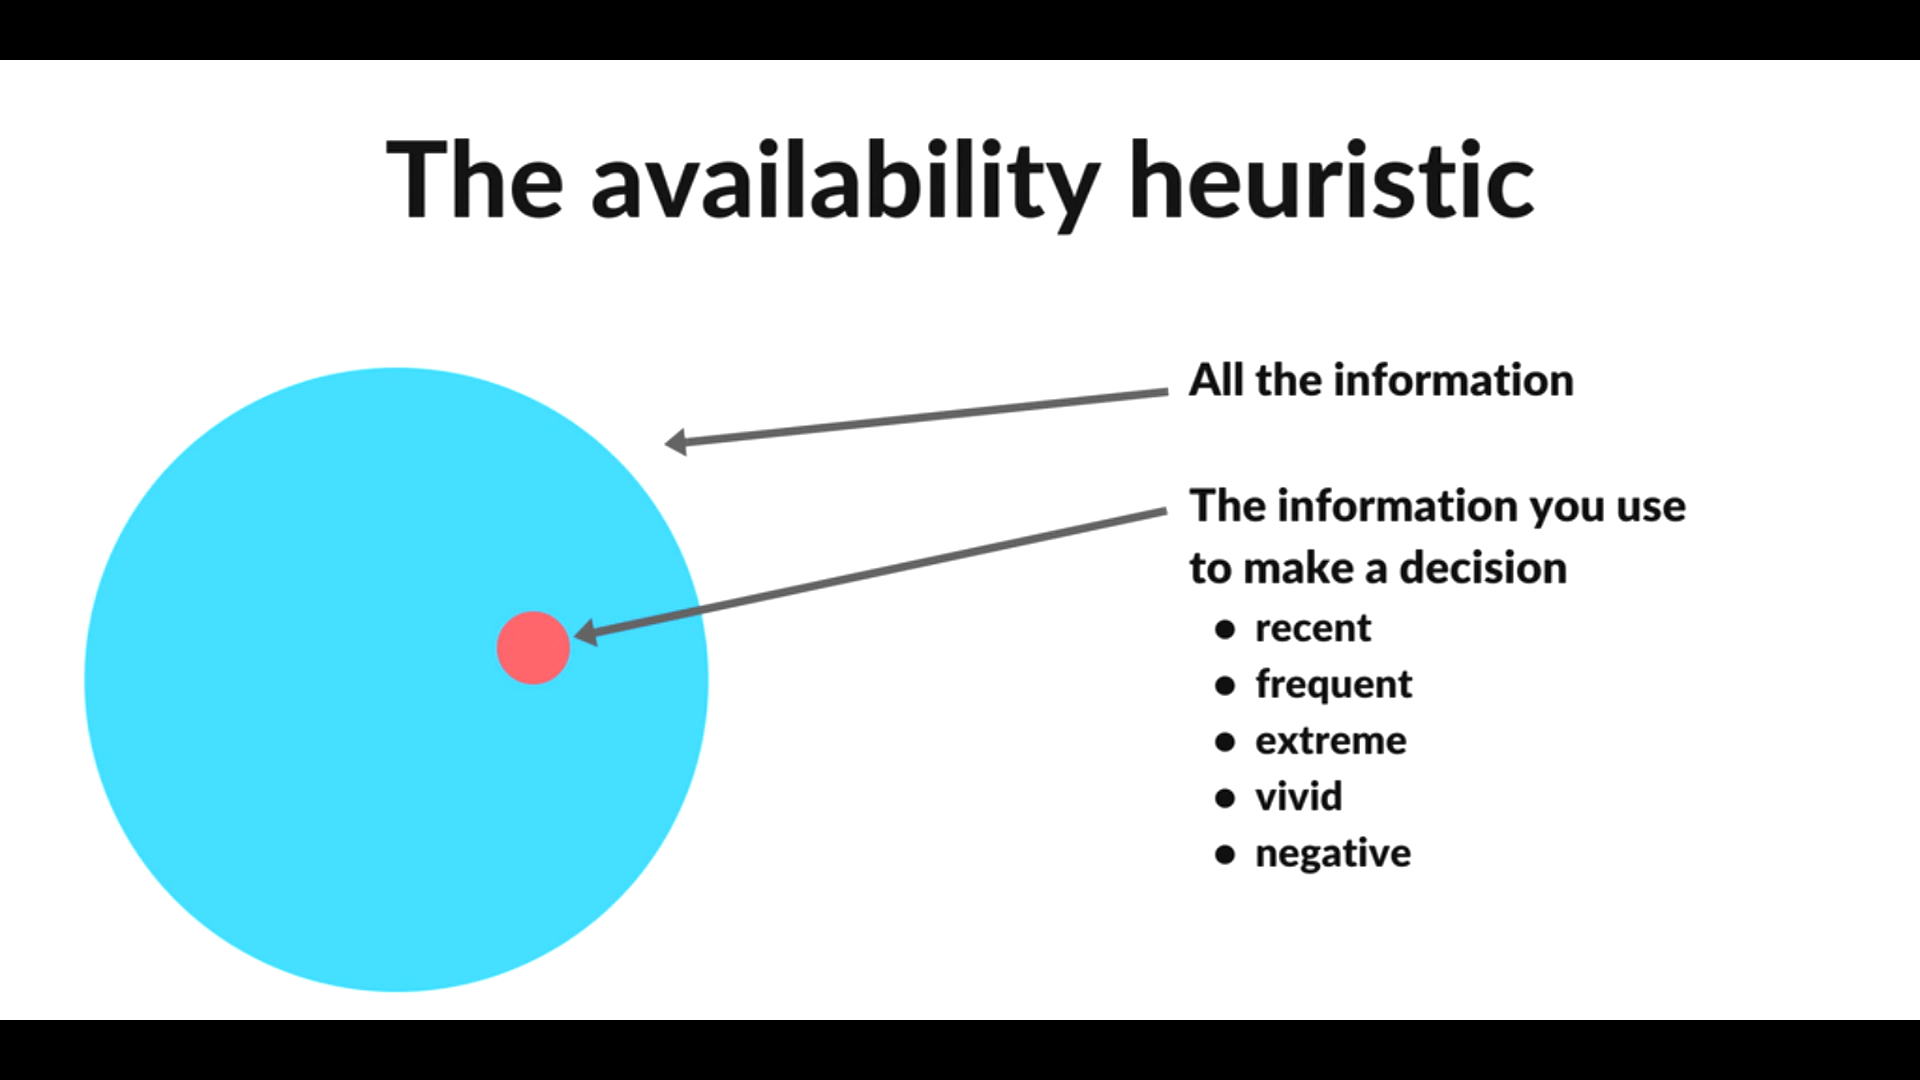 The availability heuristic
All the information
The information you use
to make a decision
● recent
● frequent
● extreme
● vivid
● negative